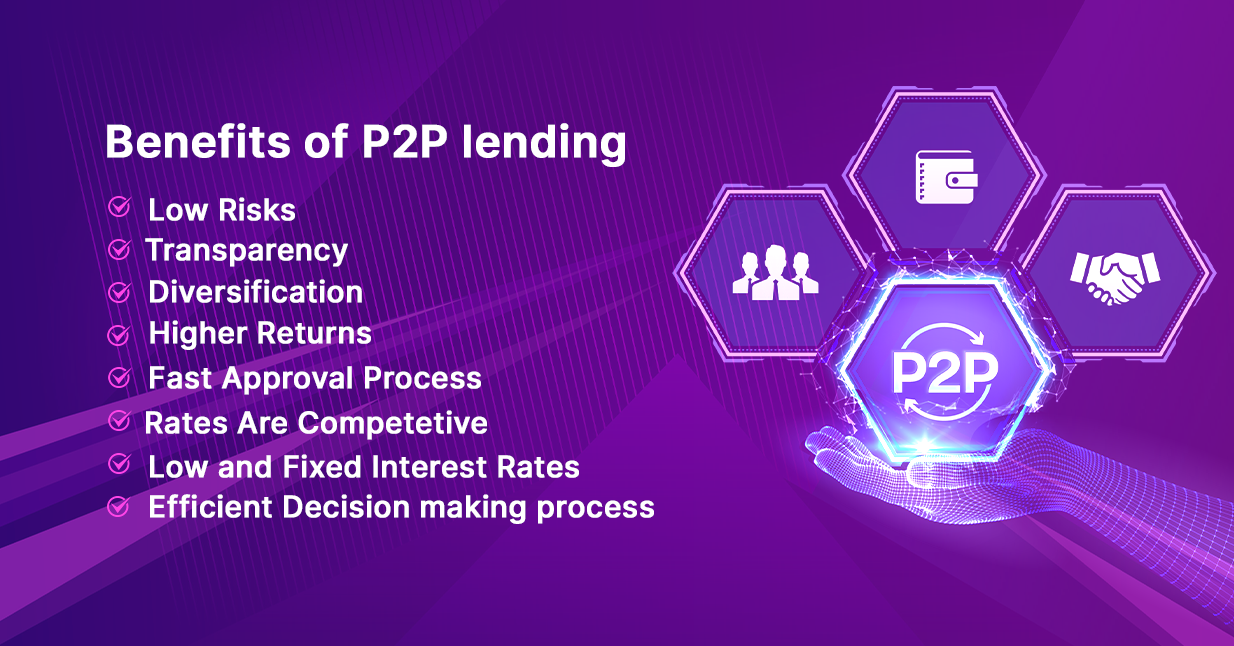 Benefits of P2P lending
Low Risks
Transparency
Diversification
Higher Returns
Fast Approval Process
Rates Are Competetive
Low and Fixed Interest Rates
Efficient Decision making process
P2P